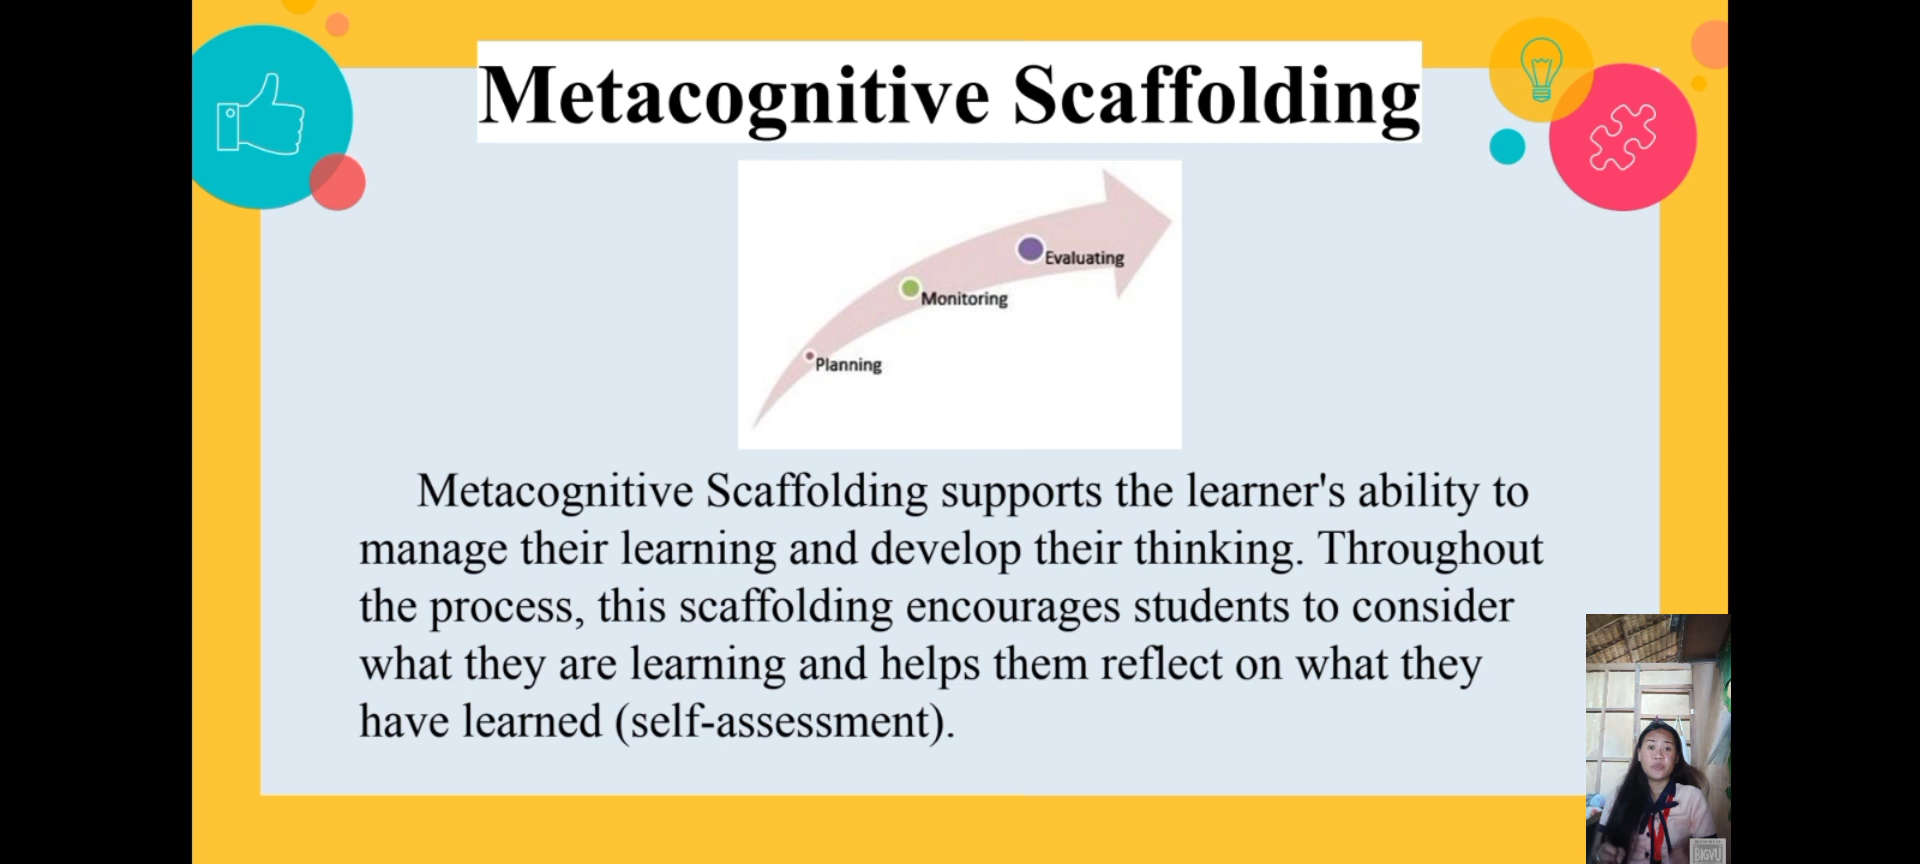 Metacognitive Scaffolding
Evaluating
Monitoring
Planning
Metacognitive Scaffolding supports the learner's ability to
manage their learning and develop their thinking. Throughout
the process, this scaffolding encourages students to consider
what they are learning and helps them reflect on what they
have learned (self-assessment).
BIGVU